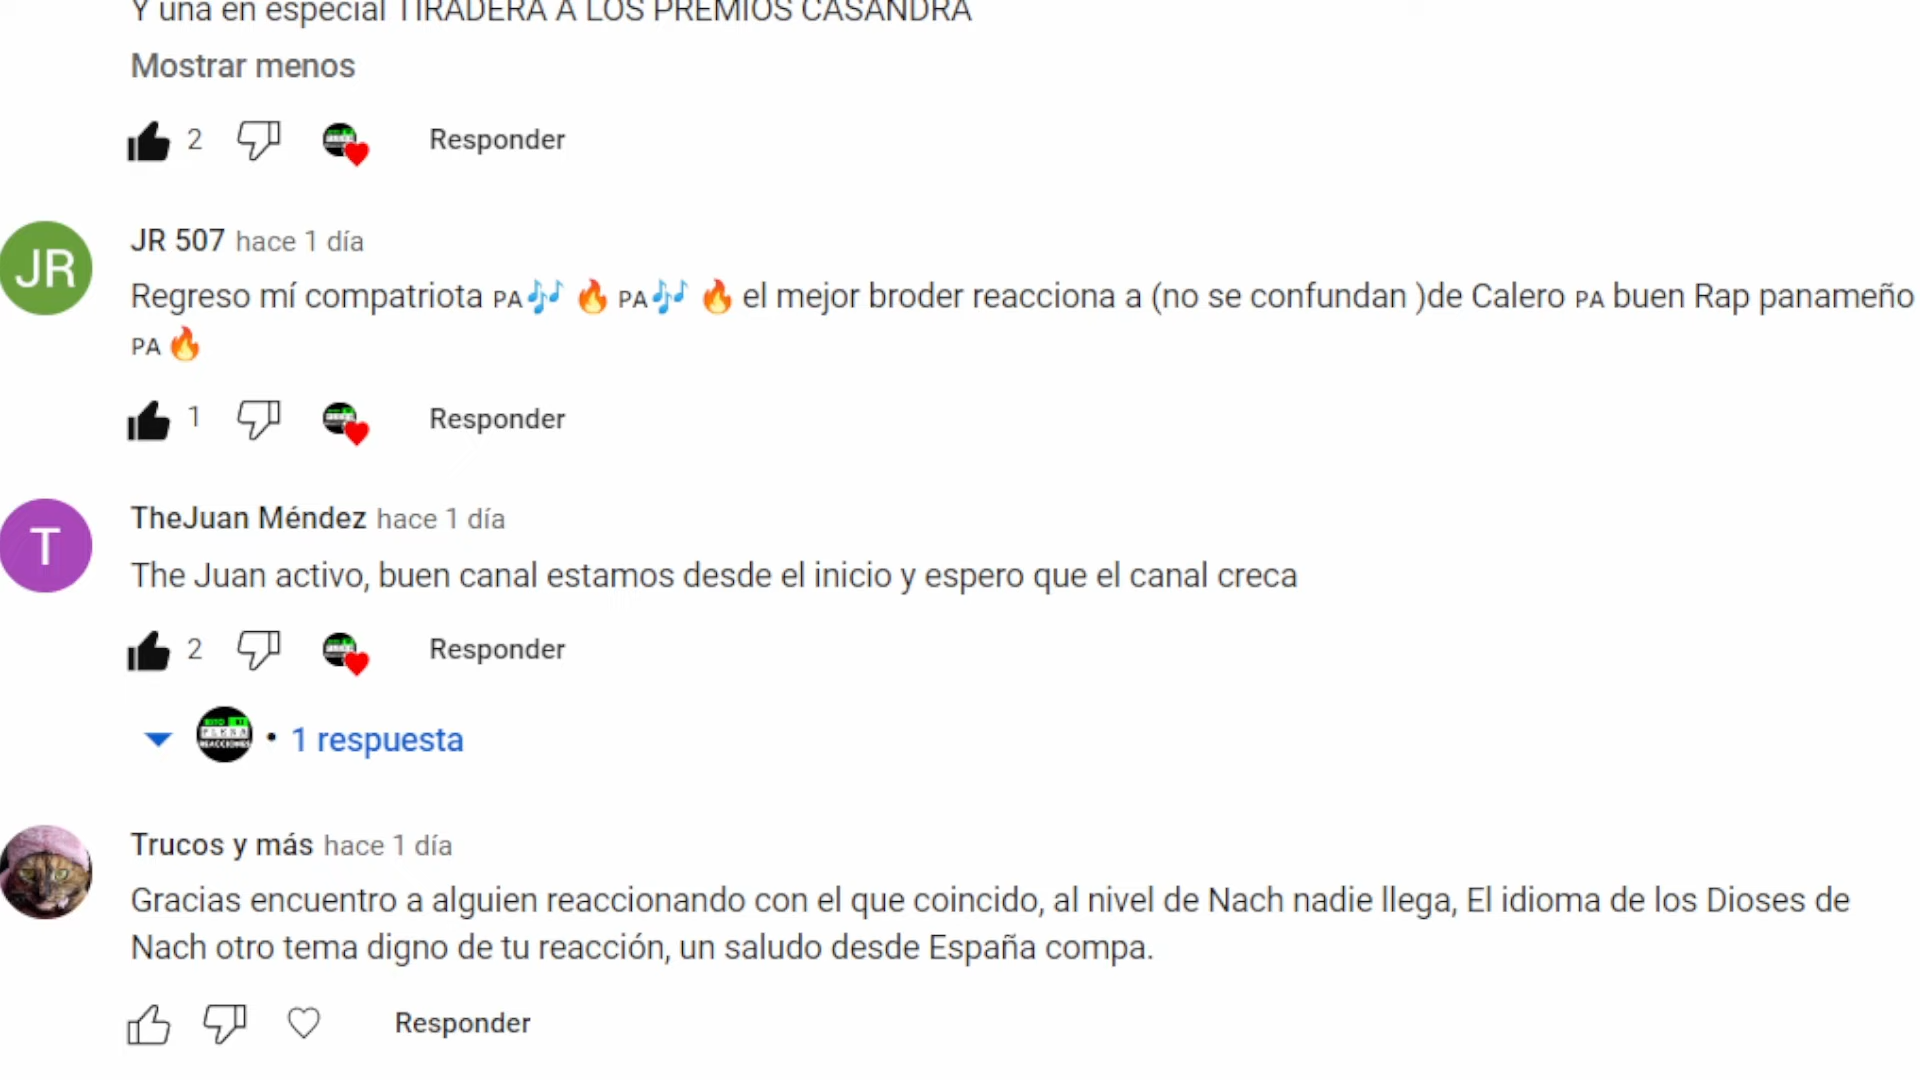 Y una en especial TIRADERA A LOS PREMIOS CASANDRA
Mostrar menos
2 Responder
JR
JR 507 hace 1 día
Regreso mí compatriota PA🎶 🔥 PA🎶 🔥 el mejor broder reacciona a (no se confundan )de Calero PA buen Rap panameño
PA 🔥
1 Responder
T
TheJuan Méndez hace 1 día
The Juan activo, buen canal estamos desde el inicio y espero que el canal creca
2 Responder
• 1 respuesta
Trucos y más hace 1 día
Gracias encuentro a alguien reaccionando con el que coincido, al nivel de Nach nadie llega, El idioma de los Dioses de
Nach otro tema digno de tu reacción, un saludo desde España compa.
Responder